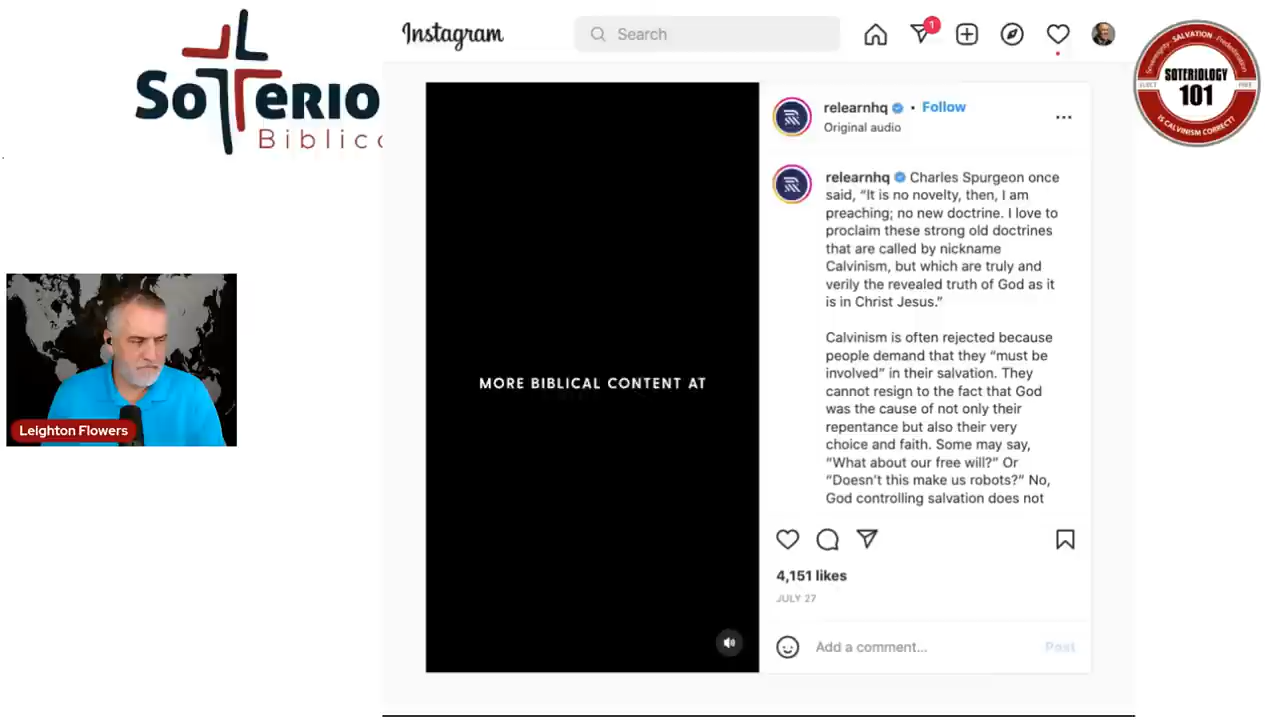 SOTERIO
Biblic
Instagram
Search
1
Sovereignty • SALVATION • Predestination
ELECT
SOTERIOLOGY
101
FREE
IS CALVINISM CORRECT?
MORE BIBLICAL CONTENT AT
relearnhq • Follow
Original audio
relearnhq Charles Spurgeon once
said, “It is no novelty, then, I am
preaching; no new doctrine. I love to
proclaim these strong old doctrines
that are called by nickname
Calvinism, but which are truly and
verily the revealed truth of God as it
is in Christ Jesus.”
Calvinism is often rejected because
people demand that they “must be
involved” in their salvation. They
cannot resign to the fact that God
was the cause of not only their
repentance but also their very
choice and faith. Some may say,
“What about our free will?” Or
“Doesn’t this make us robots?” No,
God controlling salvation does not
4,151 likes
JULY 27
Add a comment...
Post
Leighton Flowers